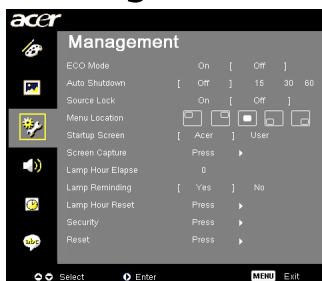 acer
Management
ECO Mode On [ Off ]
Auto Shutdown [ Off ] 15 30 60
Source Lock On [ Off ]
Menu Location
Startup Screen [ Acer ] User
Screen Capture Press
Lamp Hour Elapse 0
Lamp Reminding [ Yes ] No
Lamp Hour Reset Press
Security Press
Reset Press
abc
Select Enter MENU Exit